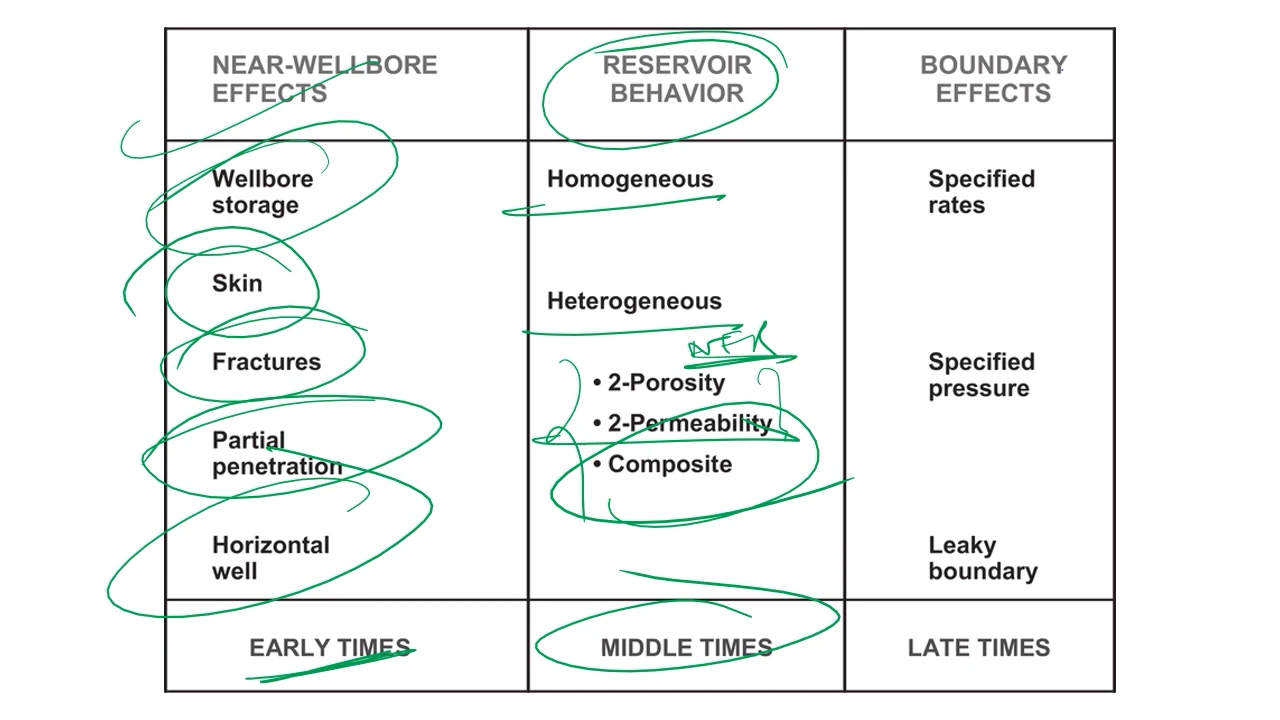 NEAR-WELLBORE
EFFECTS
RESERVOIR
BEHAVIOR
BOUNDARY
EFFECTS
Wellbore
storage
Skin
Fractures
Partial
penetration
Horizontal
well
Homogeneous
Heterogeneous
NFR
• 2-Porosity
• 2-Permeability
• Composite
Specified
rates
Specified
pressure
Leaky
boundary
EARLY TIMES
MIDDLE TIMES
LATE TIMES